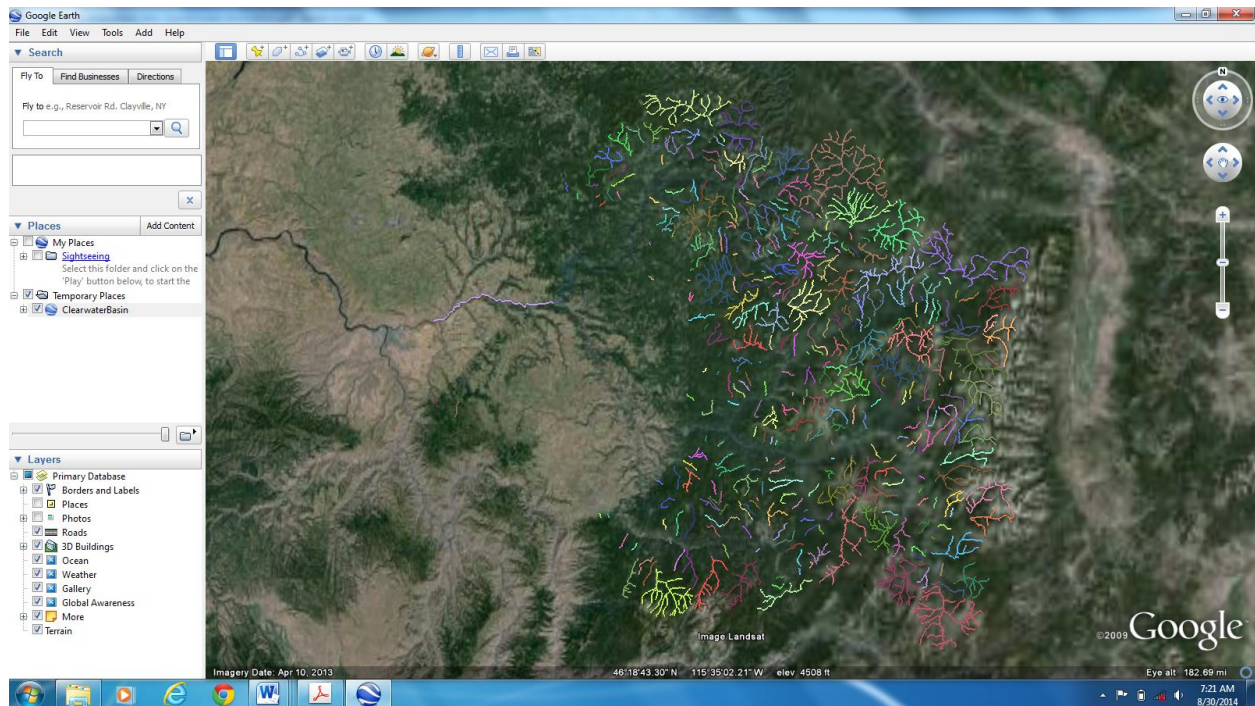 Google Earth
File Edit View Tools Add Help
Search
Fly To Find Businesses Directions
Fly to e.g., Reservoir Rd. Clayville, NY
x
Places Add Content
My Places
Sightseeing
Select this folder and click on the
'Play' button below, to start the
Temporary Places
ClearwaterBasin
Layers
Primary Database
Borders and Labels
Places
Photos
Roads
3D Buildings
Ocean
Weather
Gallery
Global Awareness
More
Terrain
N
Image Landsat
©2009 Google
Imagery Date: Apr 10, 2013 46°18'43.30" N 115°35'02.21" W elev 4508 ft Eye alt 182.69 mi
7:21 AM
8/30/2014